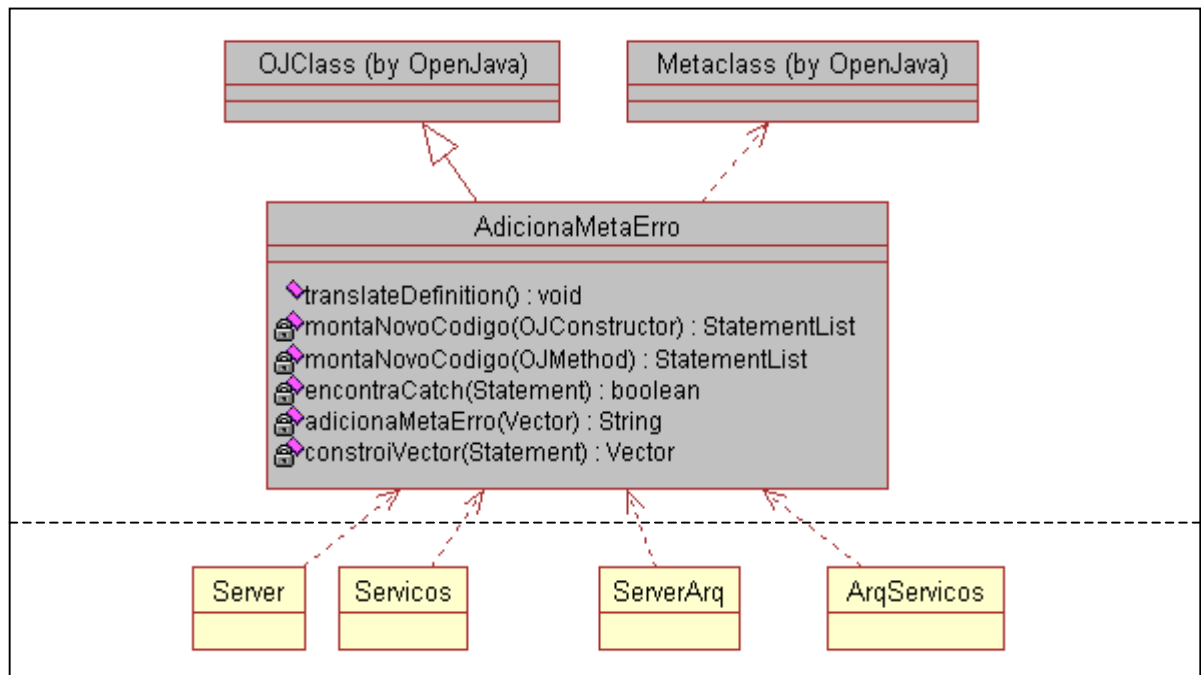 OJClass (by OpenJava)
Metaclass (by OpenJava)
AdicionaMetaErro
translateDefinition() : void
montaNovoCodigo(OJConstructor) : StatementList
montaNovoCodigo(OJMethod) : StatementList
encontraCatch(Statement) : boolean
adicionaMetaErro(Vector) : String
constroiVector(Statement) : Vector
Server
Servicos
ServerArq
ArqServicos